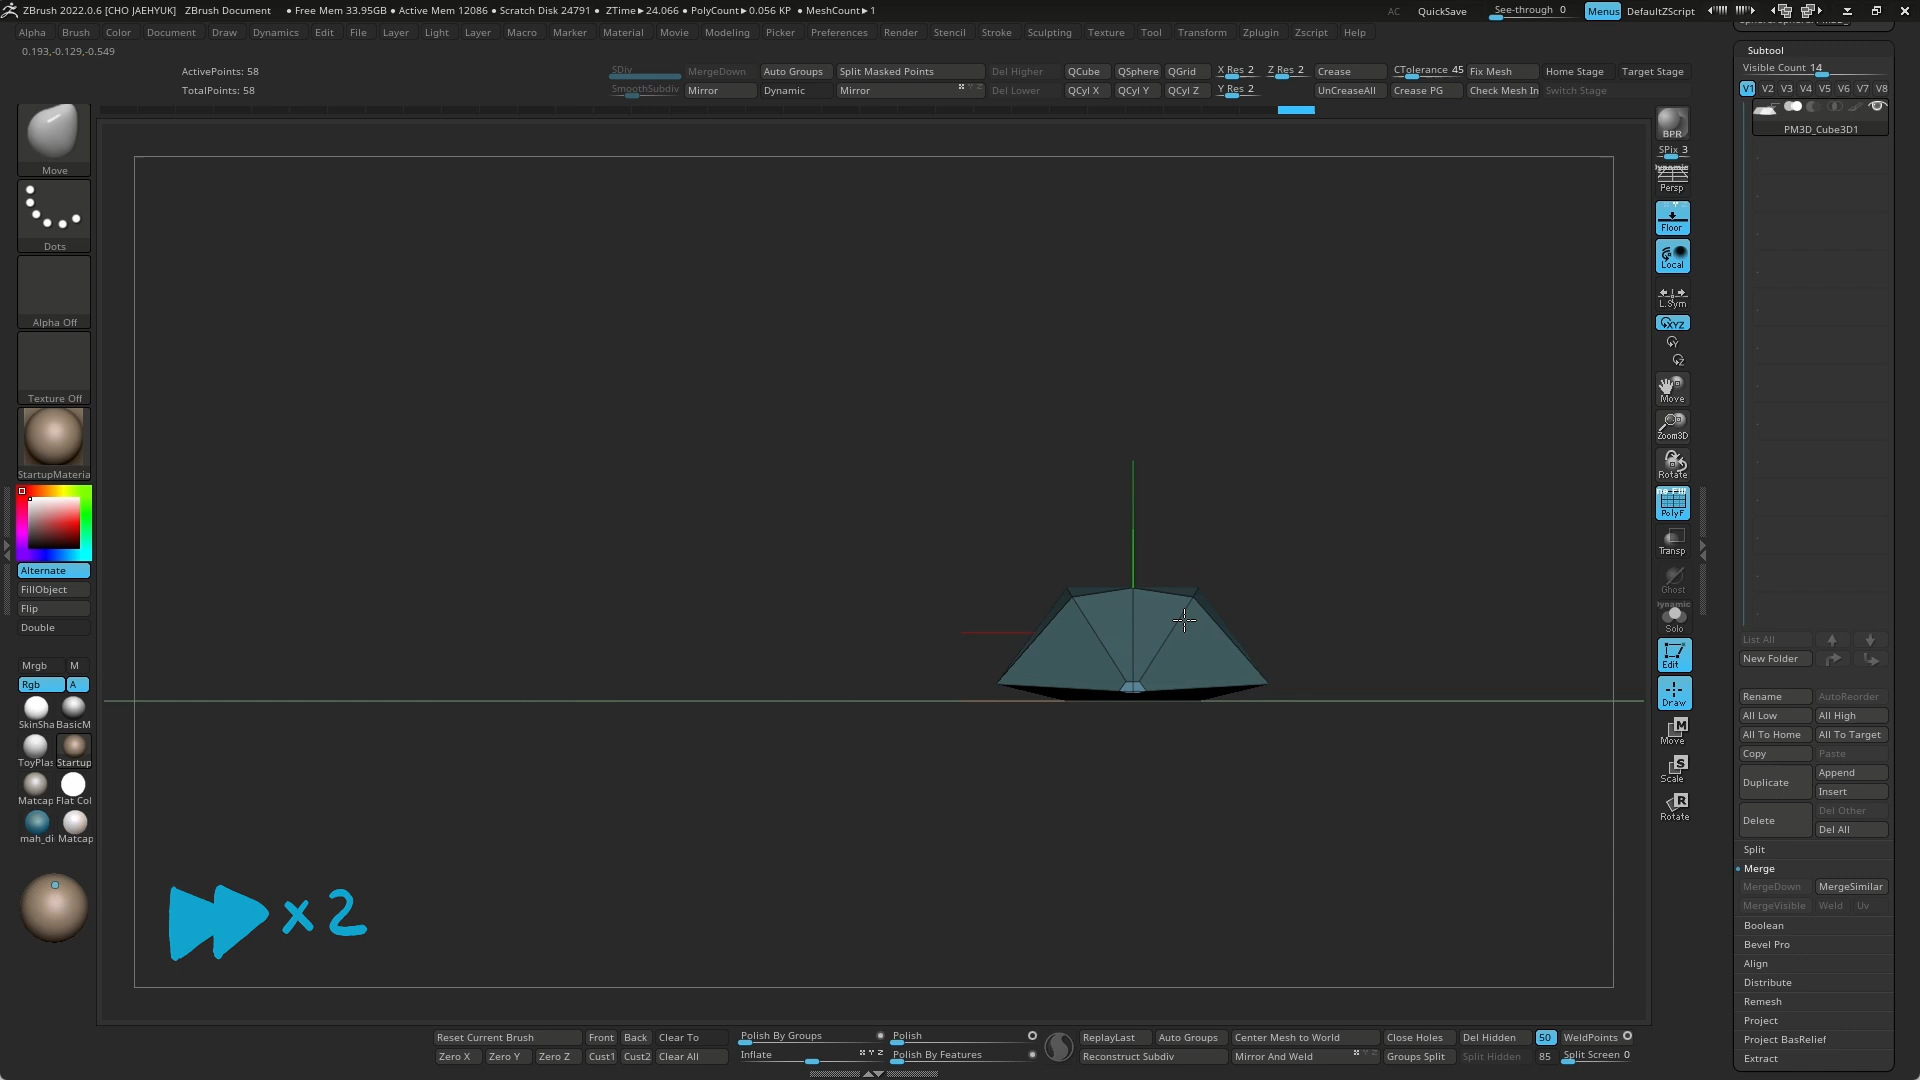 ZBrush 2022.0.6 [CHO JAEHYUK] ZBrush Document • Free Mem 33.95GB • Active Mem 12086 • Scratch Disk 24791 • ZTime▸24.066 • PolyCount▸0.056 KP • MeshCount▸1 AC QuickSave See-through 0 Menus DefaultZScript
Alpha Brush Color Document Draw Dynamics Edit File Layer Light Layer Macro Marker Material Movie Modeling Picker Preferences Render Stencil Stroke Sculpting Texture Tool Transform Zplugin Zscript Help
0.193,-0.129,-0.549
ActivePoints: 58
TotalPoints: 58
SDiv MergeDown Auto Groups Split Masked Points Del Higher QCube QSphere QGrid X Res 2 Z Res 2 Crease CTolerance 45 Fix Mesh Home Stage Target Stage
SmoothSubdiv Mirror Dynamic Mirror Del Lower QCyl X QCyl Y QCyl Z Y Res 2 UnCreaseAll Crease PG Check Mesh In Switch Stage
Move
Dots
Alpha Off
Texture Off
StartupMateria
Alternate
FillObject
Flip
Double
Mrgb M
Rgb A
SkinSha BasicM
ToyPlas Startup
Matcap Flat Col
mah_di Matcap
x 2
BPR
SPix 3
Dynamic
Persp
Floor
Local
L.Sym
XYZ
Y
Z
Move
Zoom3D
Rotate
PolyF
Transp
Ghost
Dynamic
Solo
Edit
Draw
M
Move
S
Scale
R
Rotate
Subtool
Visible Count 14
V1 V2 V3 V4 V5 V6 V7 V8
PM3D_Cube3D1
List All
New Folder
Rename AutoReorder
All Low All High
All To Home All To Target
Copy Paste
Duplicate Append
Insert
Delete Del Other
Del All
Split
Merge
MergeDown MergeSimilar
MergeVisible Weld Uv
Boolean
Bevel Pro
Align
Distribute
Remesh
Project
Project BasRelief
Extract
Reset Current Brush Front Back Clear To Polish By Groups Polish ReplayLast Auto Groups Center Mesh to World Close Holes Del Hidden 50 WeldPoints
Zero X Zero Y Zero Z Cust1 Cust2 Clear All Inflate X Y Z Polish By Features Reconstruct Subdiv Mirror And Weld Groups Split Split Hidden 85 Split Screen 0